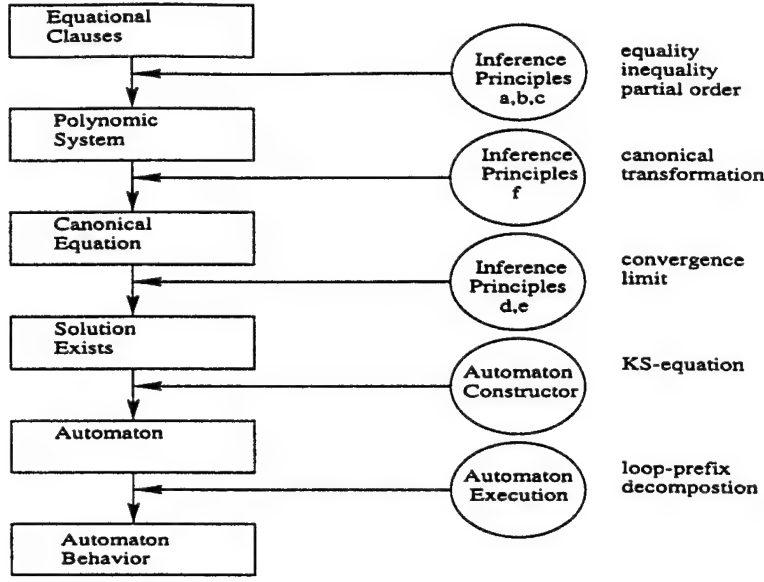 Equational
Clauses
Inference
Principles
a,b,c
equality
inequality
partial order
Polynomic
System
Inference
Principles
f
canonical
transformation
Canonical
Equation
Inference
Principles
d,e
convergence
limit
Solution
Exists
Automaton
Constructor
KS-equation
Automaton
Automaton
Execution
loop-prefix
decompostion
Automaton
Behavior